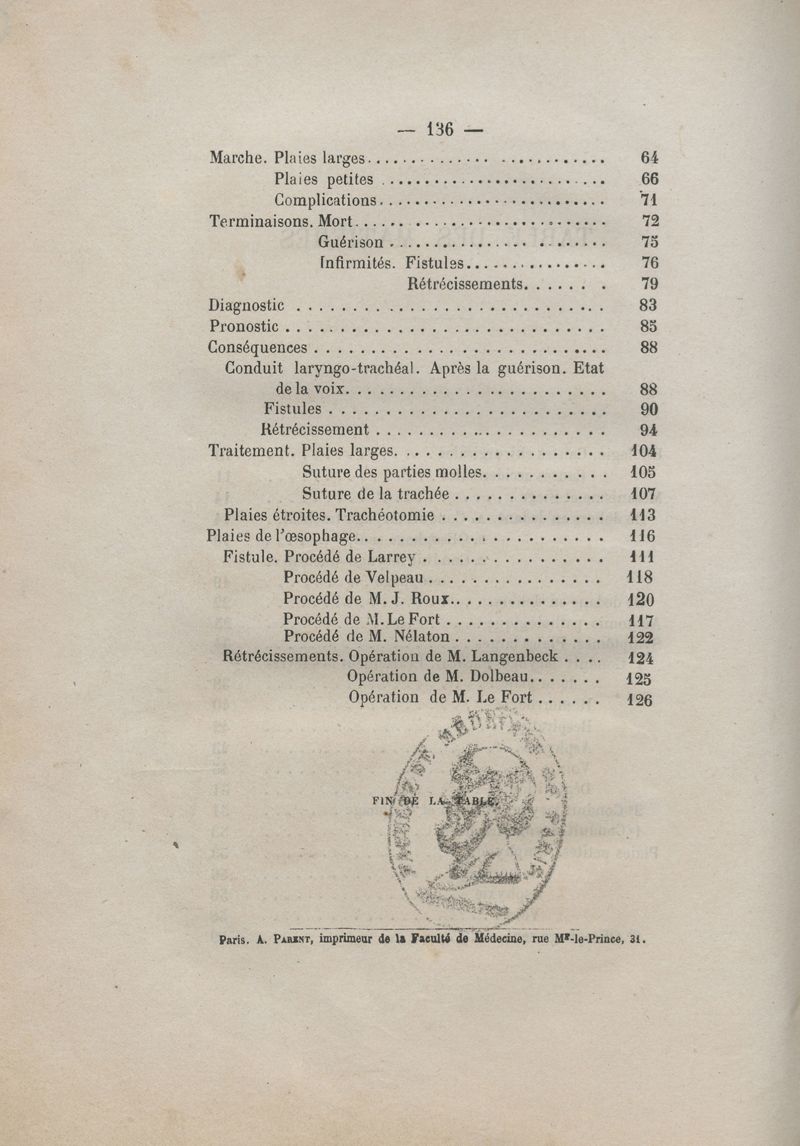 — 136 —
Marche. Plaies larges........................ 64
Plaies petites ........................ 66
Complications........................ 71
Terminaisons. Mort........................ 72
Guérison ........................ 75
Infirmités. Fistules................ 76
Rétrécissements....... 79
Diagnostic ........................ 83
Pronostic ........................ 85
Conséquences ........................ 88
Conduit laryngo-trachéal. Après la guérison. Etat
de la voix........................ 88
Fistules ........................ 90
Rétrécissement ...................... 94
Traitement. Plaies larges................... 104
Suture des parties molles........... 105
Suture de la trachée .............. 107
Plaies étroites. Trachéotomie ............... 113
Plaies de l'œsophage...................... 116
Fistule. Procédé de Larrey ................. 111
Procédé de Velpeau ................ 118
Procédé de M. J. Roux.............. 120
Procédé de M. Le Fort .............. 117
Procédé de M. Nélaton ............. 122
Rétrécissements. Opération de M. Langenbeck .... 124
Opération de M. Dolbeau....... 125
Opération de M. Le Fort ...... 126
FIN DE LA TABLE.
Paris. A. PARENT, imprimeur de la Faculté de Médecine, rue Mr-le-Prince, 31.